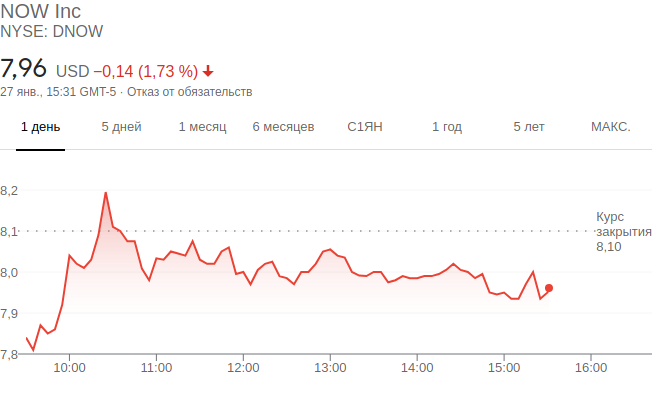 NOW Inc
NYSE: DNOW
7,96 USD −0,14 (1,73 %)
27 янв., 15:31 GMT-5 · Отказ от обязательств
1 день 5 дней 1 месяц 6 месяцев С1ЯН 1 год 5 лет МАКС.
8,2
Курс
8,1 закрытия
8,10
8,0
7,9
7,8
10:00 11:00 12:00 13:00 14:00 15:00 16:00